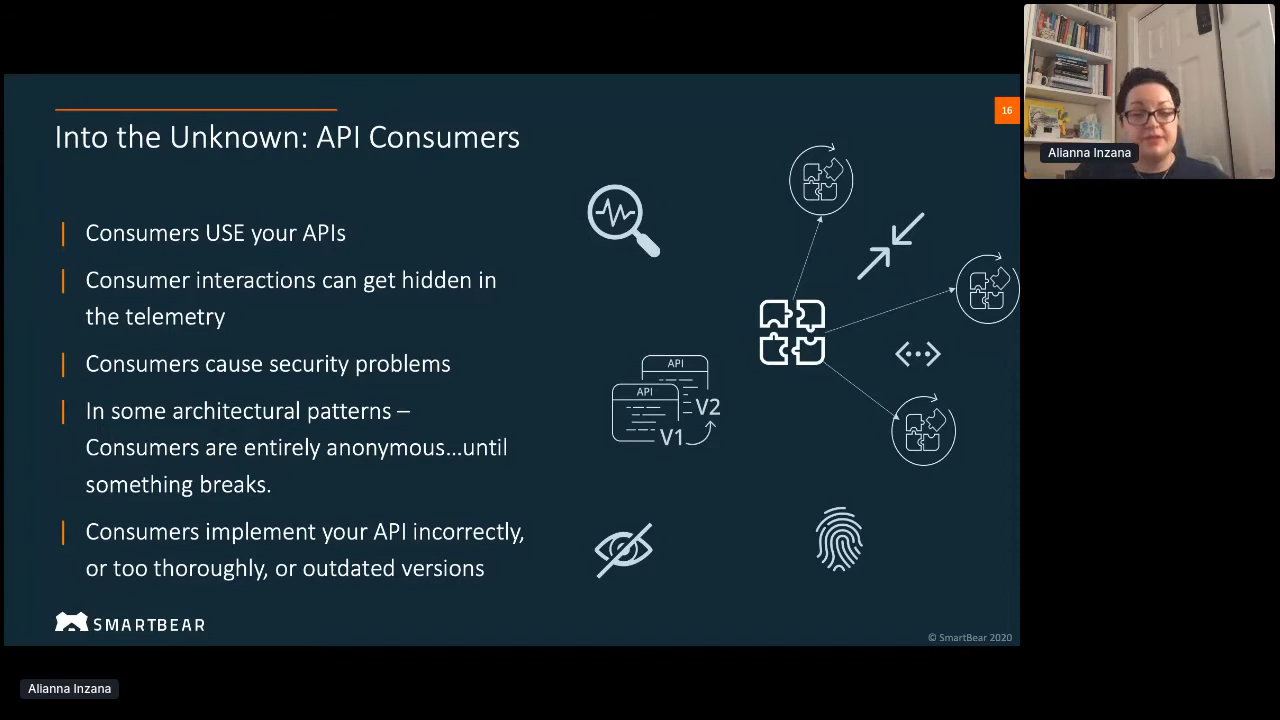 16
Into the Unknown: API Consumers
Alianna Inzana
Consumers USE your APIs
Consumer interactions can get hidden in
the telemetry
Consumers cause security problems
In some architectural patterns –
Consumers are entirely anonymous...until
something breaks.
Consumers implement your API incorrectly,
or too thoroughly, or outdated versions
API
API
V2
V1
SMARTBEAR
© SmartBear 2020
Alianna Inzana